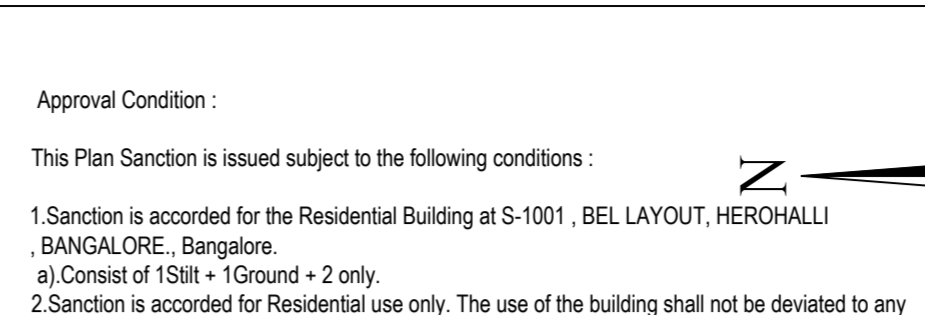 Approval Condition :
This Plan Sanction is issued subject to the following conditions :
N
1.Sanction is accorded for the Residential Building at S-1001 , BEL LAYOUT, HEROHALLI
, BANGALORE., Bangalore.
a).Consist of 1Stilt + 1Ground + 2 only.
2.Sanction is accorded for Residential use only. The use of the building shall not be deviated to any